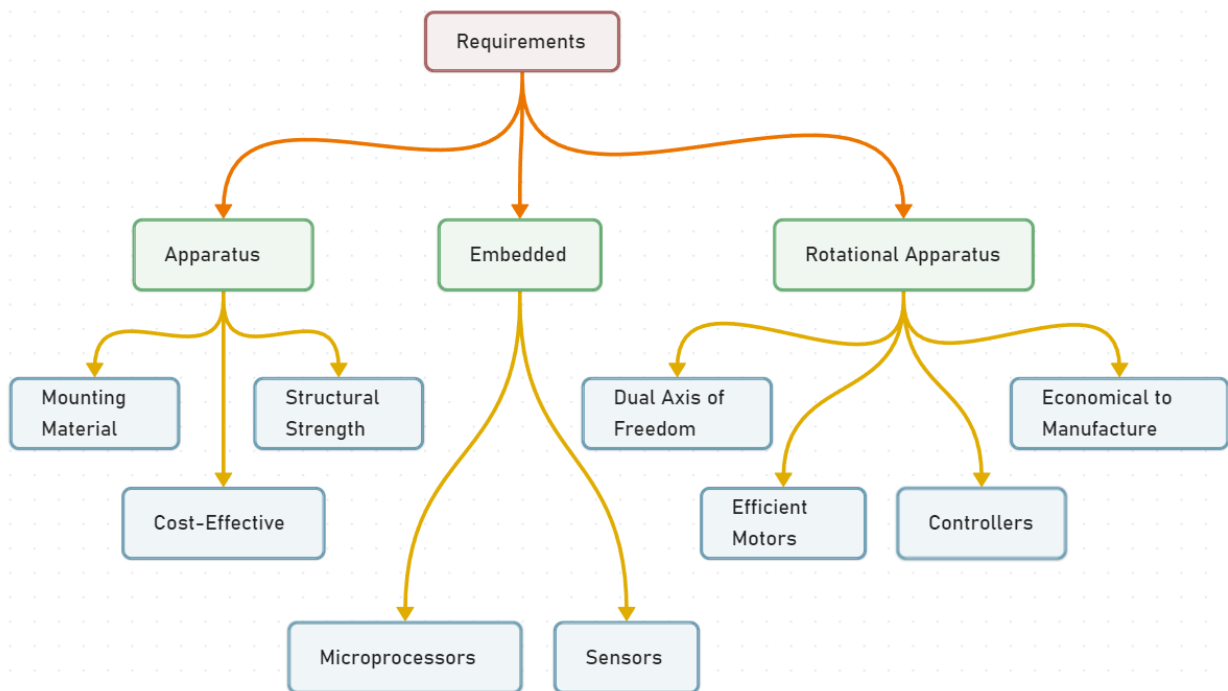 Requirements
Apparatus
Embedded
Rotational Apparatus
Mounting
Material
Structural
Strength
Dual Axis of
Freedom
Economical to
Manufacture
Cost-Effective
Efficient
Motors
Controllers
Microprocessors
Sensors